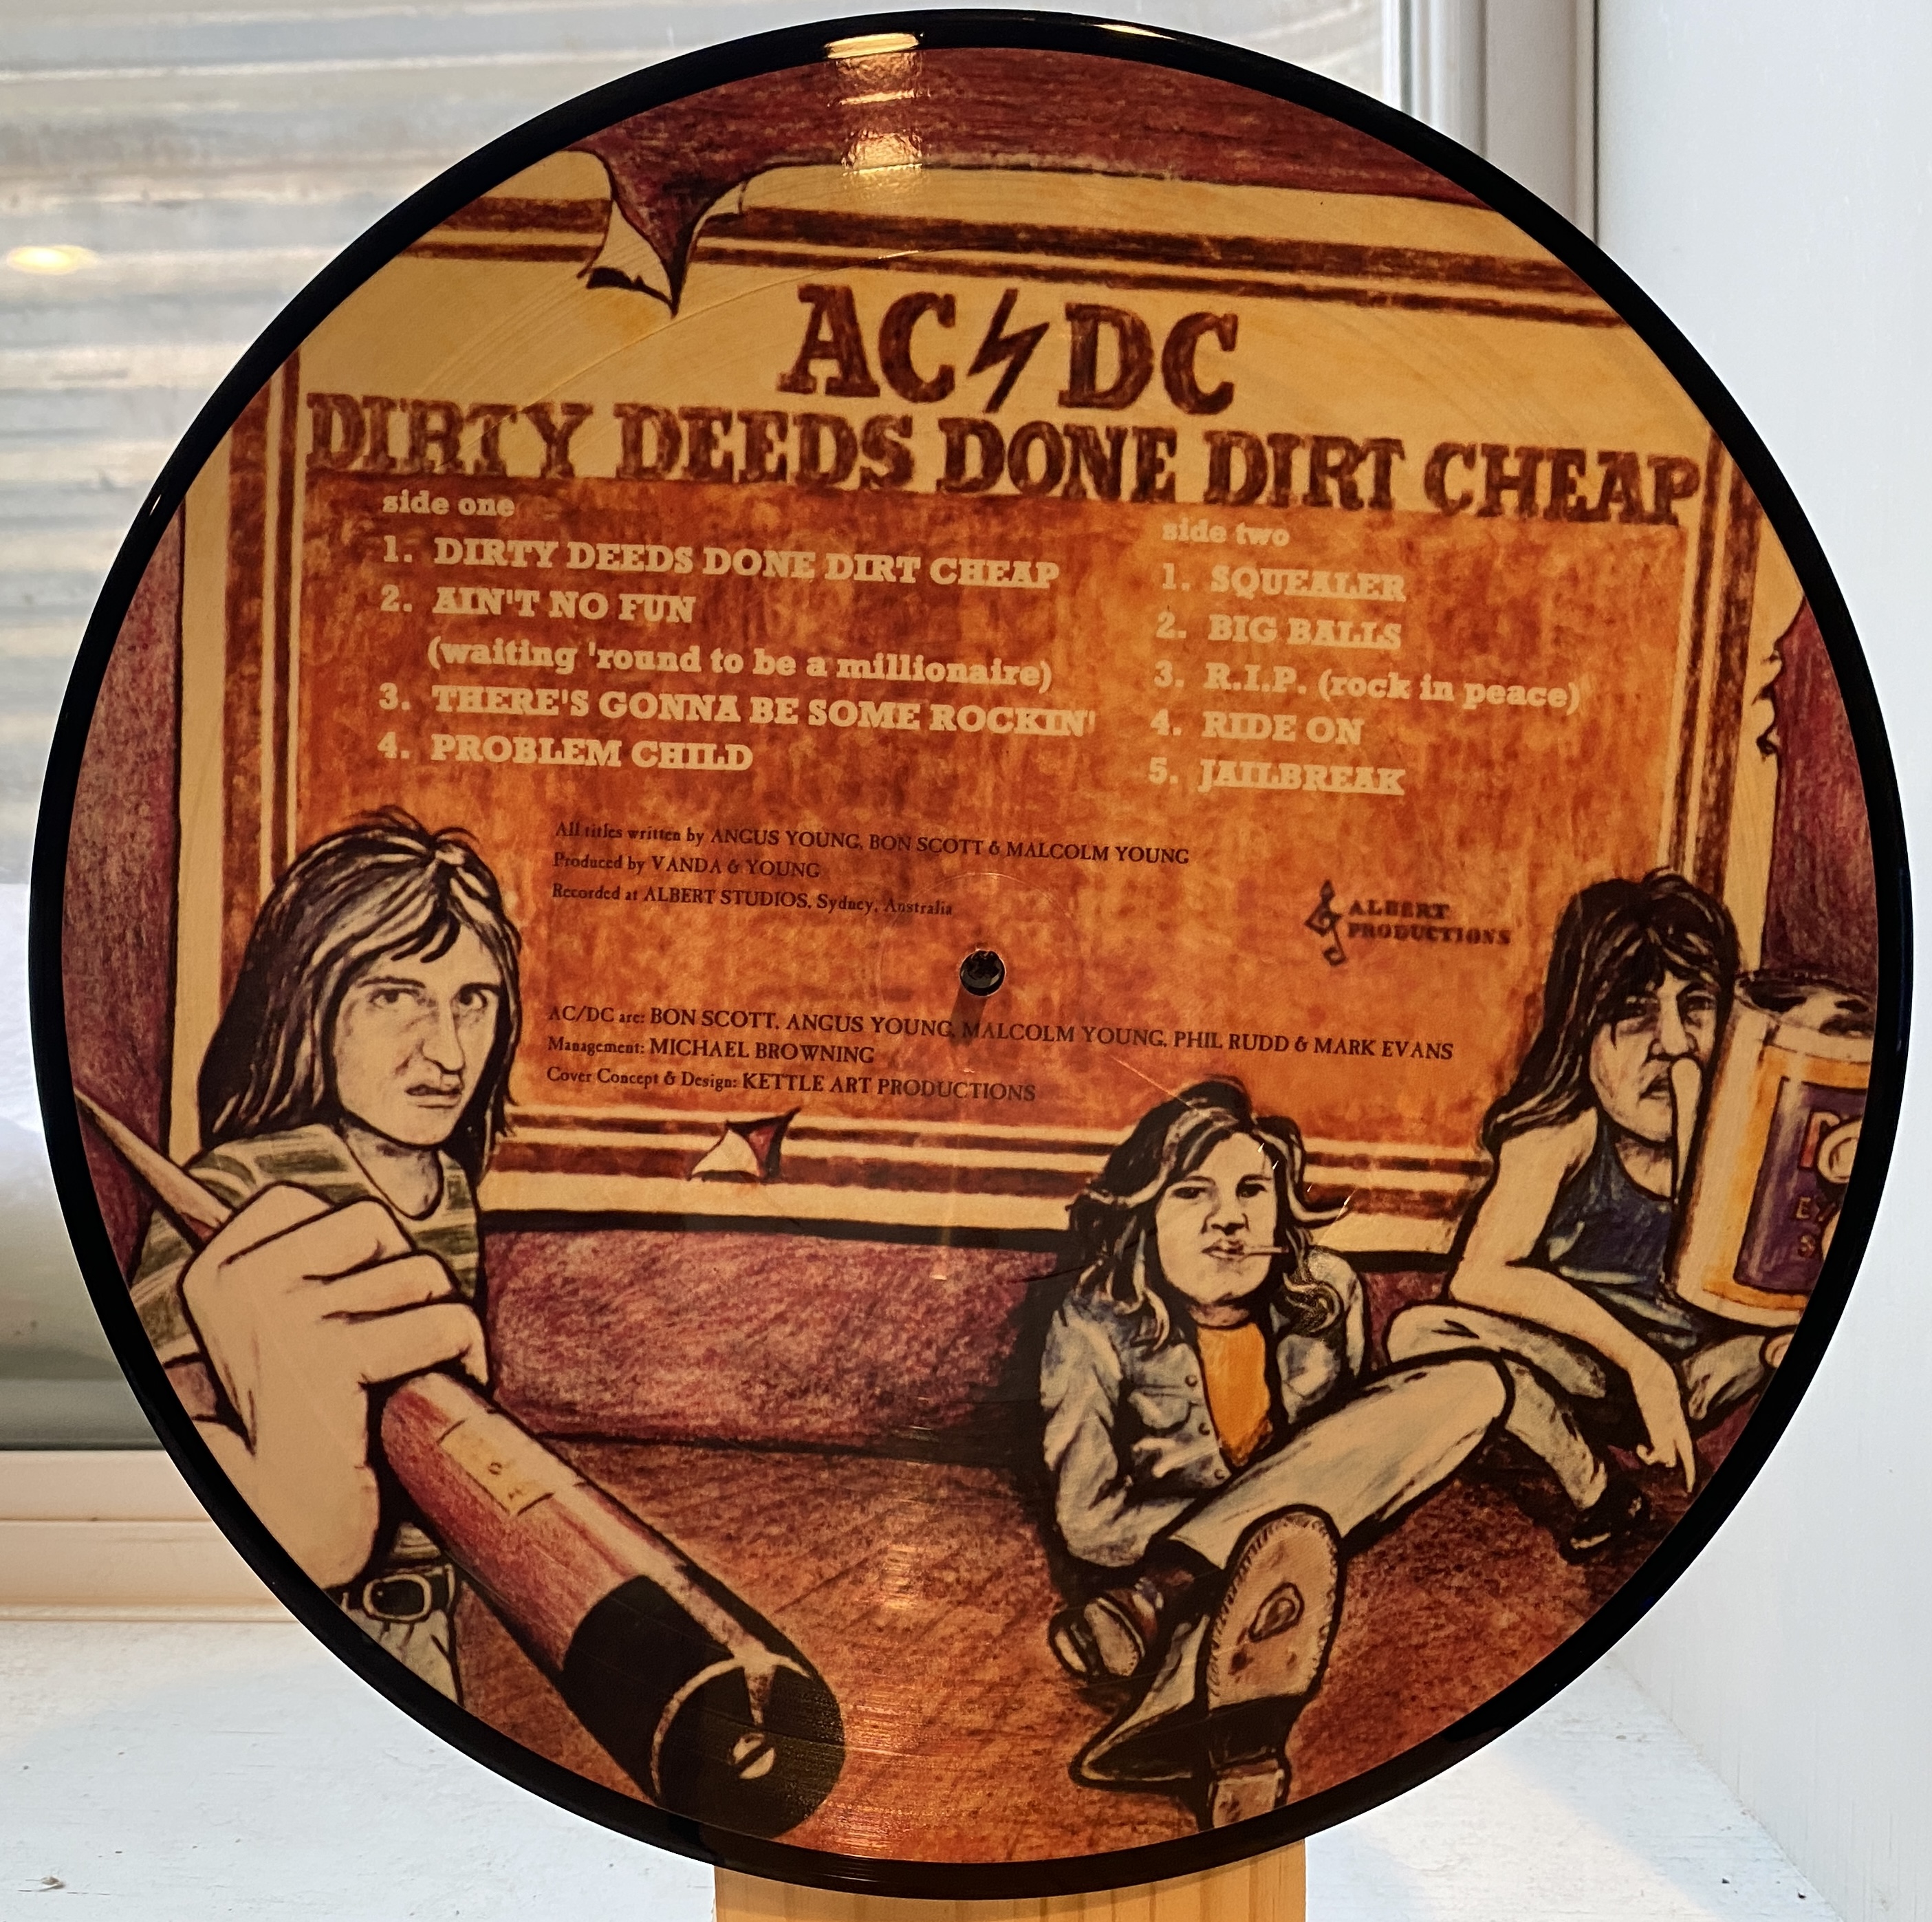 AC DC
DIRTY DEEDS DONE DIRT CHEAP
side one
1. DIRTY DEEDS DONE DIRT CHEAP
2. AIN'T NO FUN
(waiting 'round to be a millionaire)
3. THERE'S GONNA BE SOME ROCKIN'
4. PROBLEM CHILD
side two
1. SQUEALER
2. BIG BALLS
3. R.I.P. (rock in peace)
4. RIDE ON
5. JAILBREAK
All titles written by ANGUS YOUNG, BON SCOTT & MALCOLM YOUNG
Produced by VANDA & YOUNG
Recorded at ALBERT STUDIOS, Sydney, Australia
ALBERT
PRODUCTIONS
AC/DC are: BON SCOTT, ANGUS YOUNG, MALCOLM YOUNG, PHIL RUDD & MARK EVANS
Management: MICHAEL BROWNING
Cover Concept & Design: KETTLE ART PRODUCTIONS